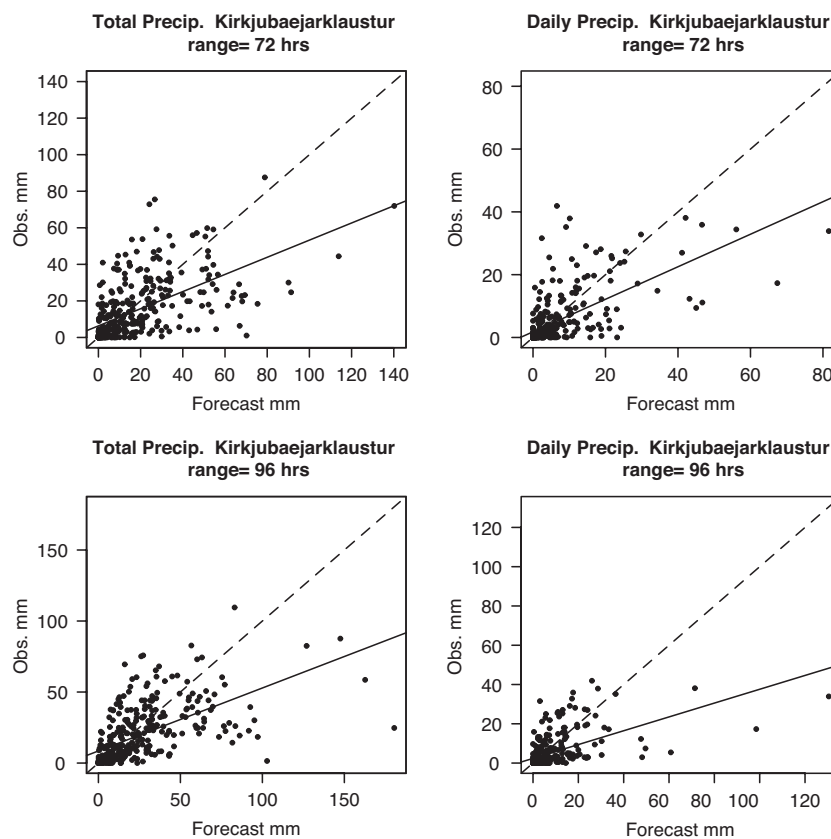 Total Precip. Kirkjubaejarklaustur
range= 72 hrs
140
120
100
80
60
40
20
0
Obs. mm
0 20 40 60 80 100 120 140
Forecast mm
Daily Precip. Kirkjubaejarklaustur
range= 72 hrs
80
60
40
20
0
Obs. mm
0 20 40 60 80
Forecast mm
Total Precip. Kirkjubaejarklaustur
range= 96 hrs
150
100
50
0
Obs. mm
0 50 100 150
Forecast mm
Daily Precip. Kirkjubaejarklaustur
range= 96 hrs
120
100
80
60
40
20
0
Obs. mm
0 20 40 60 80 100 120
Forecast mm